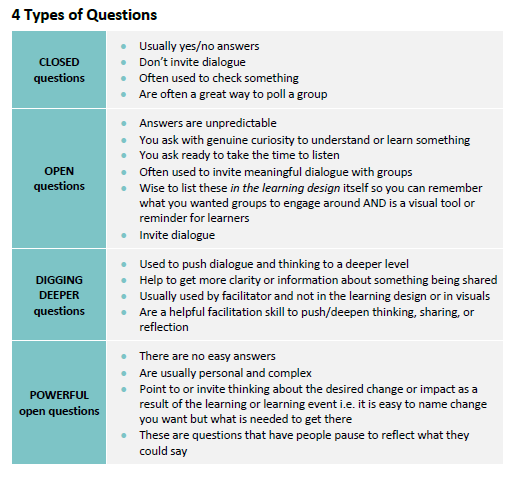 4 Types of Questions
CLOSED
questions
• Usually yes/no answers
• Don't invite dialogue
• Often used to check something
• Are often a great way to poll a group
OPEN
questions
• Answers are unpredictable
• You ask with genuine curiosity to understand or learn something
• You ask ready to take the time to listen
• Often used to invite meaningful dialogue with groups
• Wise to list these in the learning design itself so you can remember
what you wanted groups to engage around AND is a visual tool or
reminder for learners
• Invite dialogue
DIGGING
DEEPER
questions
• Used to push dialogue and thinking to a deeper level
• Help to get more clarity or information about something being shared
• Usually used by facilitator and not in the learning design or in visuals
• Are a helpful facilitation skill to push/deepen thinking, sharing, or
reflection
POWERFUL
open questions
• There are no easy answers
• Are usually personal and complex
• Point to or invite thinking about the desired change or impact as a
result of the learning or learning event i.e. it is easy to name change
you want but what is needed to get there
• These are questions that have people pause to reflect what they
could say